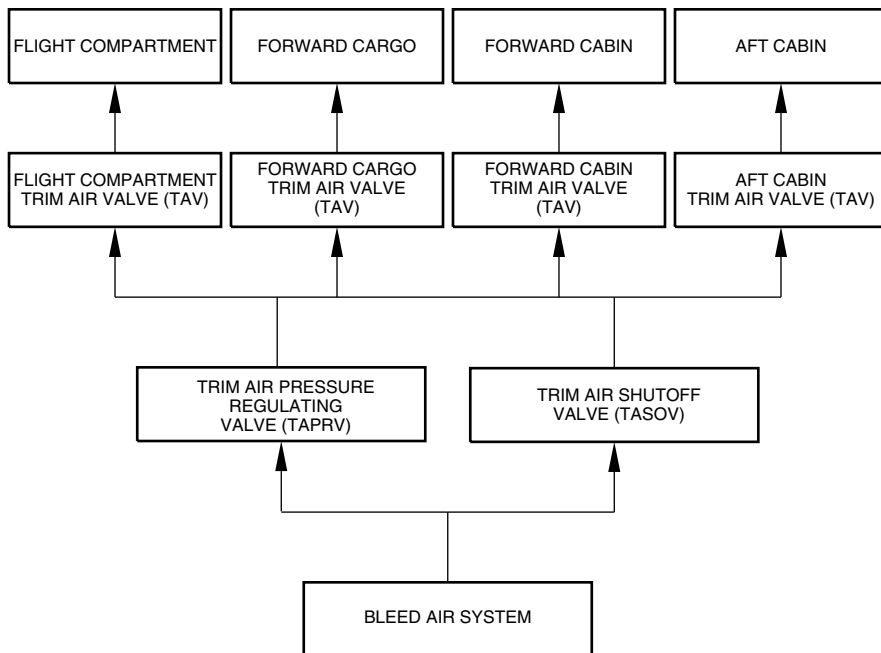 FLIGHT COMPARTMENT
FORWARD CARGO
FORWARD CABIN
AFT CABIN
FLIGHT COMPARTMENT
TRIM AIR VALVE (TAV)
FORWARD CARGO
TRIM AIR VALVE
(TAV)
FORWARD CABIN
TRIM AIR VALVE
(TAV)
AFT CABIN
TRIM AIR VALVE (TAV)
TRIM AIR PRESSURE
REGULATING
VALVE (TAPRV)
TRIM AIR SHUTOFF
VALVE (TASOV)
BLEED AIR SYSTEM